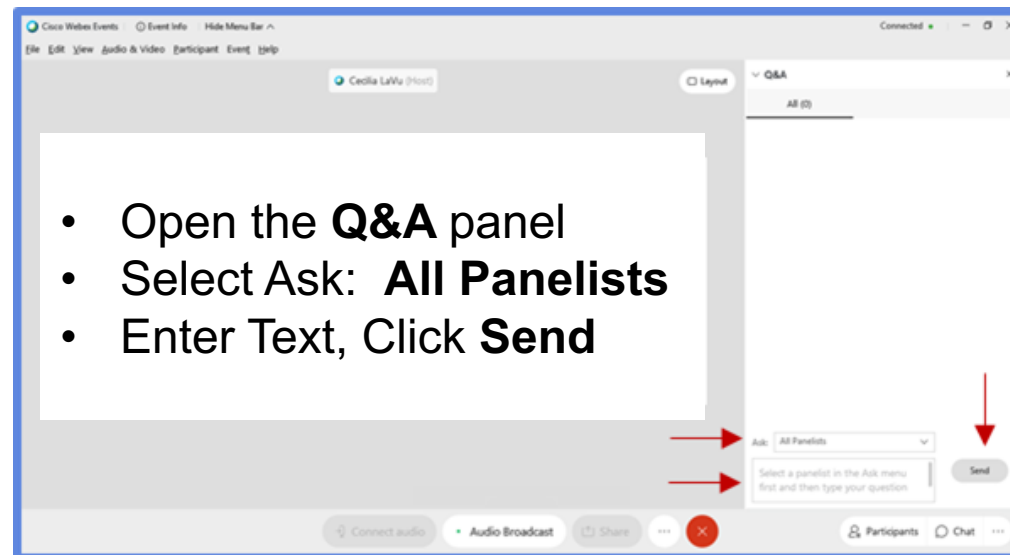 Cisco Webex Events Event Info Hide Menu Bar Connected
File Edit View Audio & Video Participant Event Help
Cecilia LaVu (Host)
Layout
Q&A
All (0)
• Open the Q&A panel
• Select Ask: All Panelists
• Enter Text, Click Send
Ask: All Panelists
Select a panelist in the Ask menu
first and then type your question
Send
Connect audio Audio Broadcast Share ... Participants Chat ...